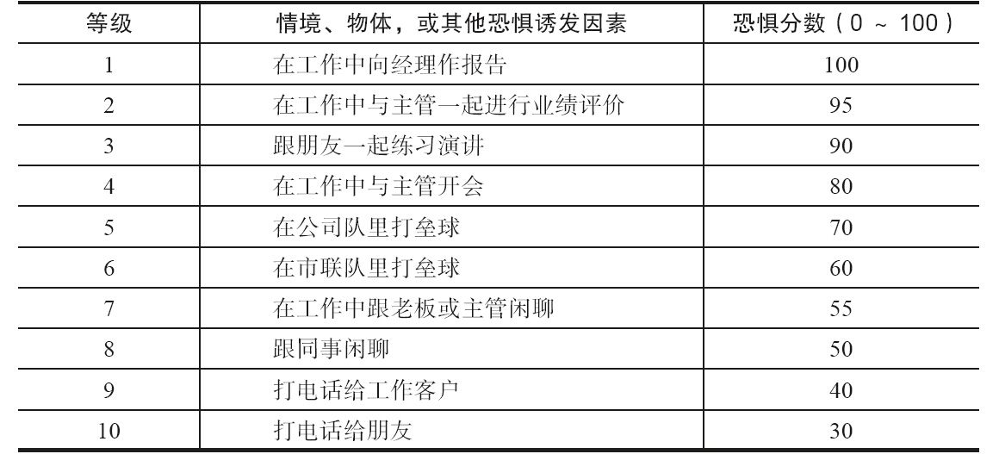 等级 情境、物体，或其他恐惧诱发因素 恐惧分数（0 ~ 100）
1 在工作中向经理作报告 100
2 在工作中与主管一起进行业绩评价 95
3 跟朋友一起练习演讲 90
4 在工作中与主管开会 80
5 在公司队里打垒球 70
6 在市联队里打垒球 60
7 在工作中跟老板或主管闲聊 55
8 跟同事闲聊 50
9 打电话给工作客户 40
10 打电话给朋友 30